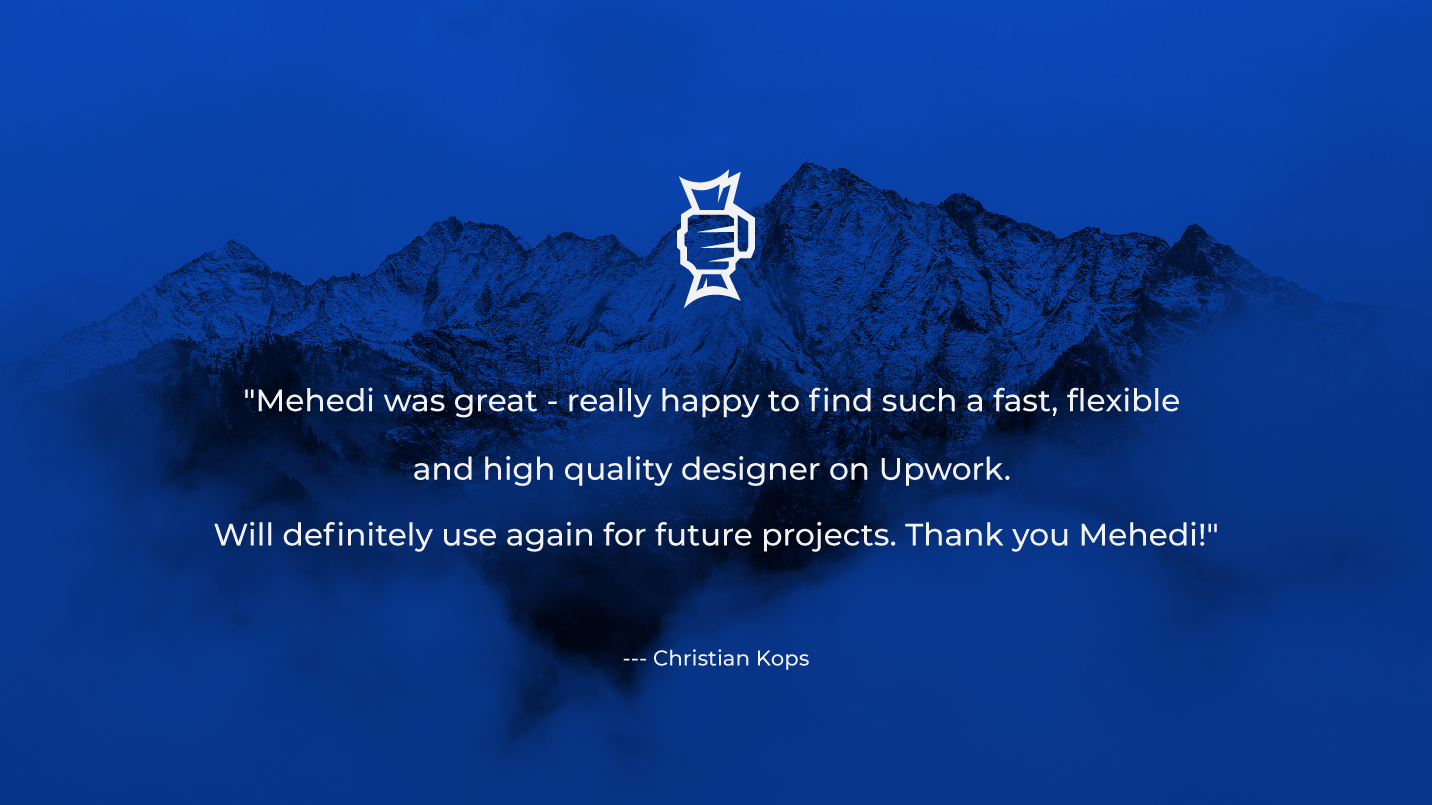 "Mehedi was great - really happy to find such a fast, flexible
and high quality designer on Upwork.
Will definitely use again for future projects. Thank you Mehedi!"
--- Christian Kops